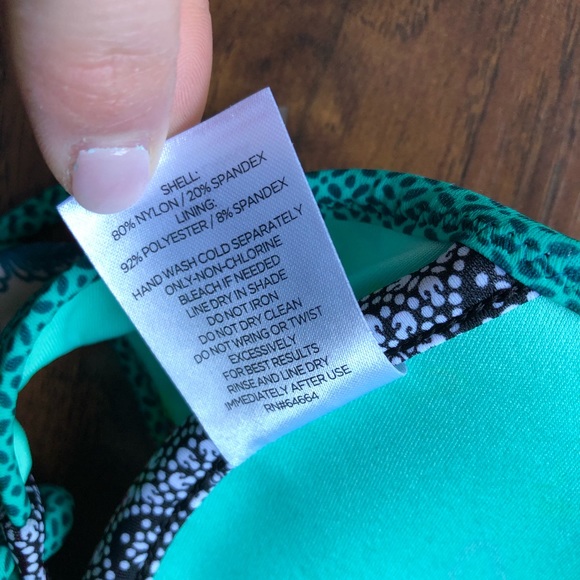 SHELL:
80% NYLON / 20% SPANDEX
LINING:
92% POLYESTER / 8% SPANDEX
HAND WASH COLD SEPARATELY
ONLY-NON-CHLORINE
BLEACH IF NEEDED
LINE DRY IN SHADE
DO NOT IRON
DO NOT DRY CLEAN
DO NOT WRING OR TWIST
EXCESSIVELY
FOR BEST RESULTS
RINSE AND LINE DRY
IMMEDIATELY AFTER USE
RN#64664